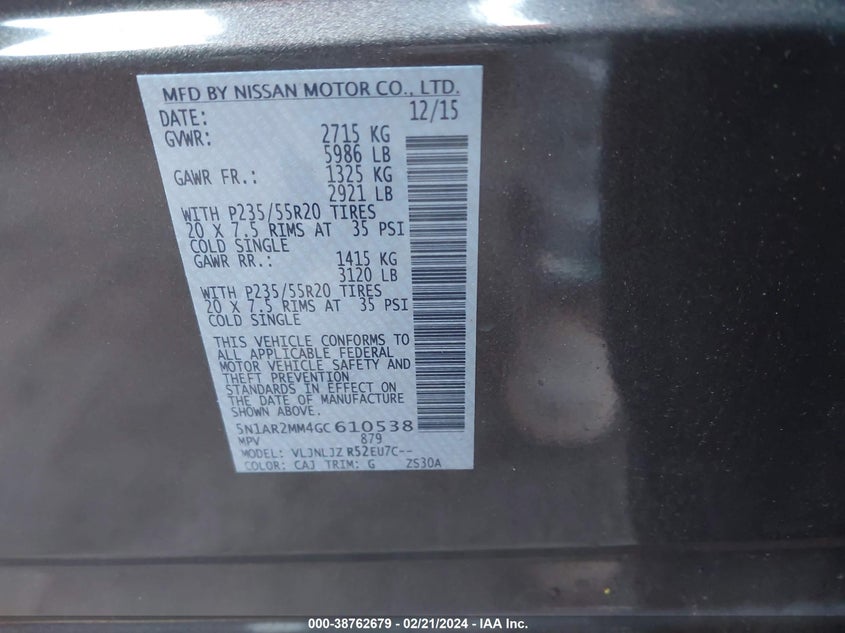 MFD BY NISSAN MOTOR CO., LTD.
DATE: 12/15
GVWR: 2715 KG
5986 LB
GAWR FR.: 1325 KG
2921 LB
WITH P235/55R20 TIRES
20 X 7.5 RIMS AT 35 PSI
COLD SINGLE
GAWR RR.: 1415 KG
3120 LB
WITH P235/55R20 TIRES
20 X 7.5 RIMS AT 35 PSI
COLD SINGLE
THIS VEHICLE CONFORMS TO
ALL APPLICABLE FEDERAL
MOTOR VEHICLE SAFETY AND
THEFT PREVENTION
STANDARDS IN EFFECT ON
THE DATE OF MANUFACTURE
SHOWN ABOVE.
5N1AR2MM4GC610538
MPV 879
MODEL: VLJNLJZ R52EU7C--
COLOR: CAJ TRIM: G ZS30A
000-38762679 - 02/21/2024 - IAA Inc.